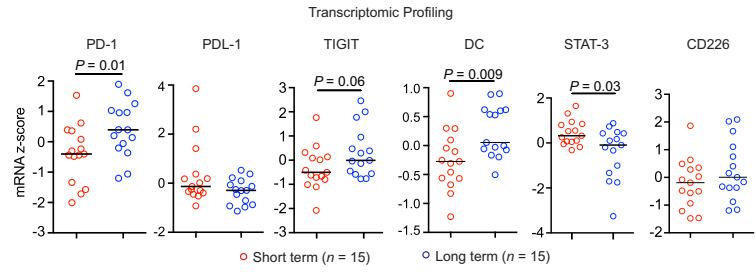 Transcriptomic Profiling
PD-1 PDL-1 TIGIT DC STAT-3 CD226
P = 0.01 P = 0.06 P = 0.009 P = 0.03
mRNA z-score
2 1 0 -1 -2 -3
4 2 0 -2
3 2 1 0 -1 -2 -3
1.0 0.5 0.0 -0.5 -1.0 -1.5
2 0 -2 -4
3 2 1 0 -1 -2
Short term (n = 15) Long term (n = 15)